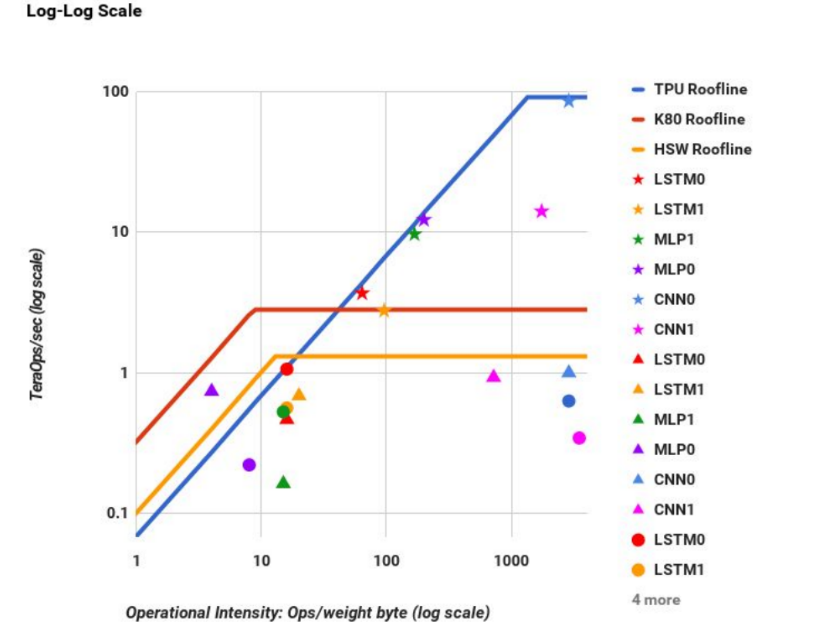 Log-Log Scale
100
10
1
0.1
TeraOps/sec (log scale)
1
10
100
1000
Operational Intensity: Ops/weight byte (log scale)
TPU Roofline
K80 Roofline
HSW Roofline
LSTM0
LSTM1
MLP1
MLP0
CNN0
CNN1
LSTM0
LSTM1
MLP1
MLP0
CNN0
CNN1
LSTM0
LSTM1
4 more